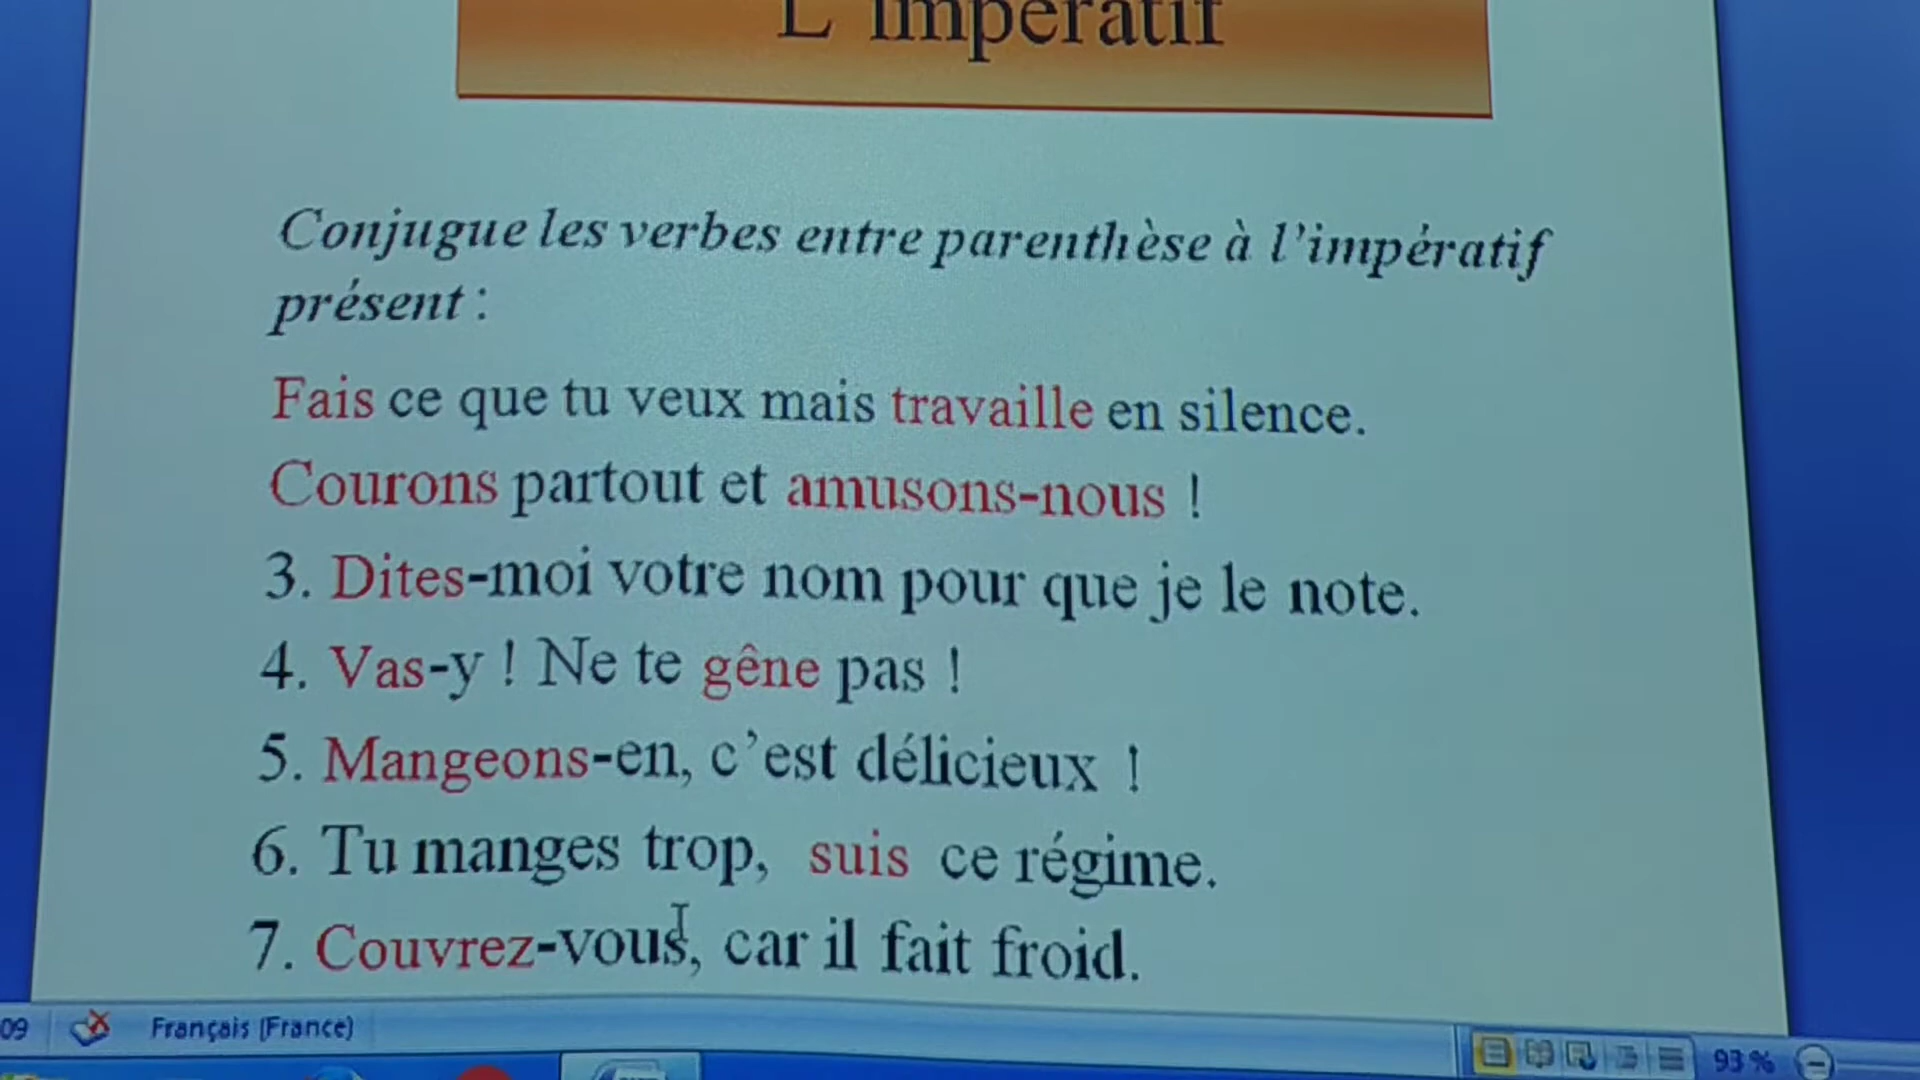 L'impératif
Conjugue les verbes entre parenthèse à l'impératif
présent :
Fais ce que tu veux mais travaille en silence.
Courons partout et amusons-nous !
3. Dites-moi votre nom pour que je le note.
4. Vas-y ! Ne te gêne pas !
5. Mangeons-en, c'est délicieux !
6. Tu manges trop, suis ce régime.
7. Couvrez-vous, car il fait froid.
09 Français (France) 93 %